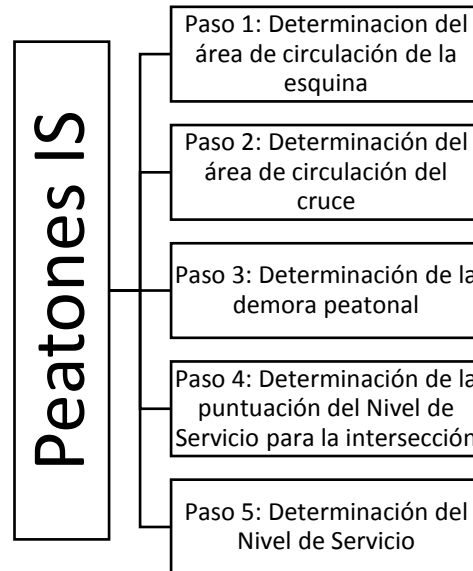 Peatones IS
Paso 1: Determinacion del
área de circulación de la
esquina
Paso 2: Determinación del
área de circulación del
cruce
Paso 3: Determinación de la
demora peatonal
Paso 4: Determinación de la
puntuación del Nivel de
Servicio para la intersección
Paso 5: Determinación del
Nivel de Servicio